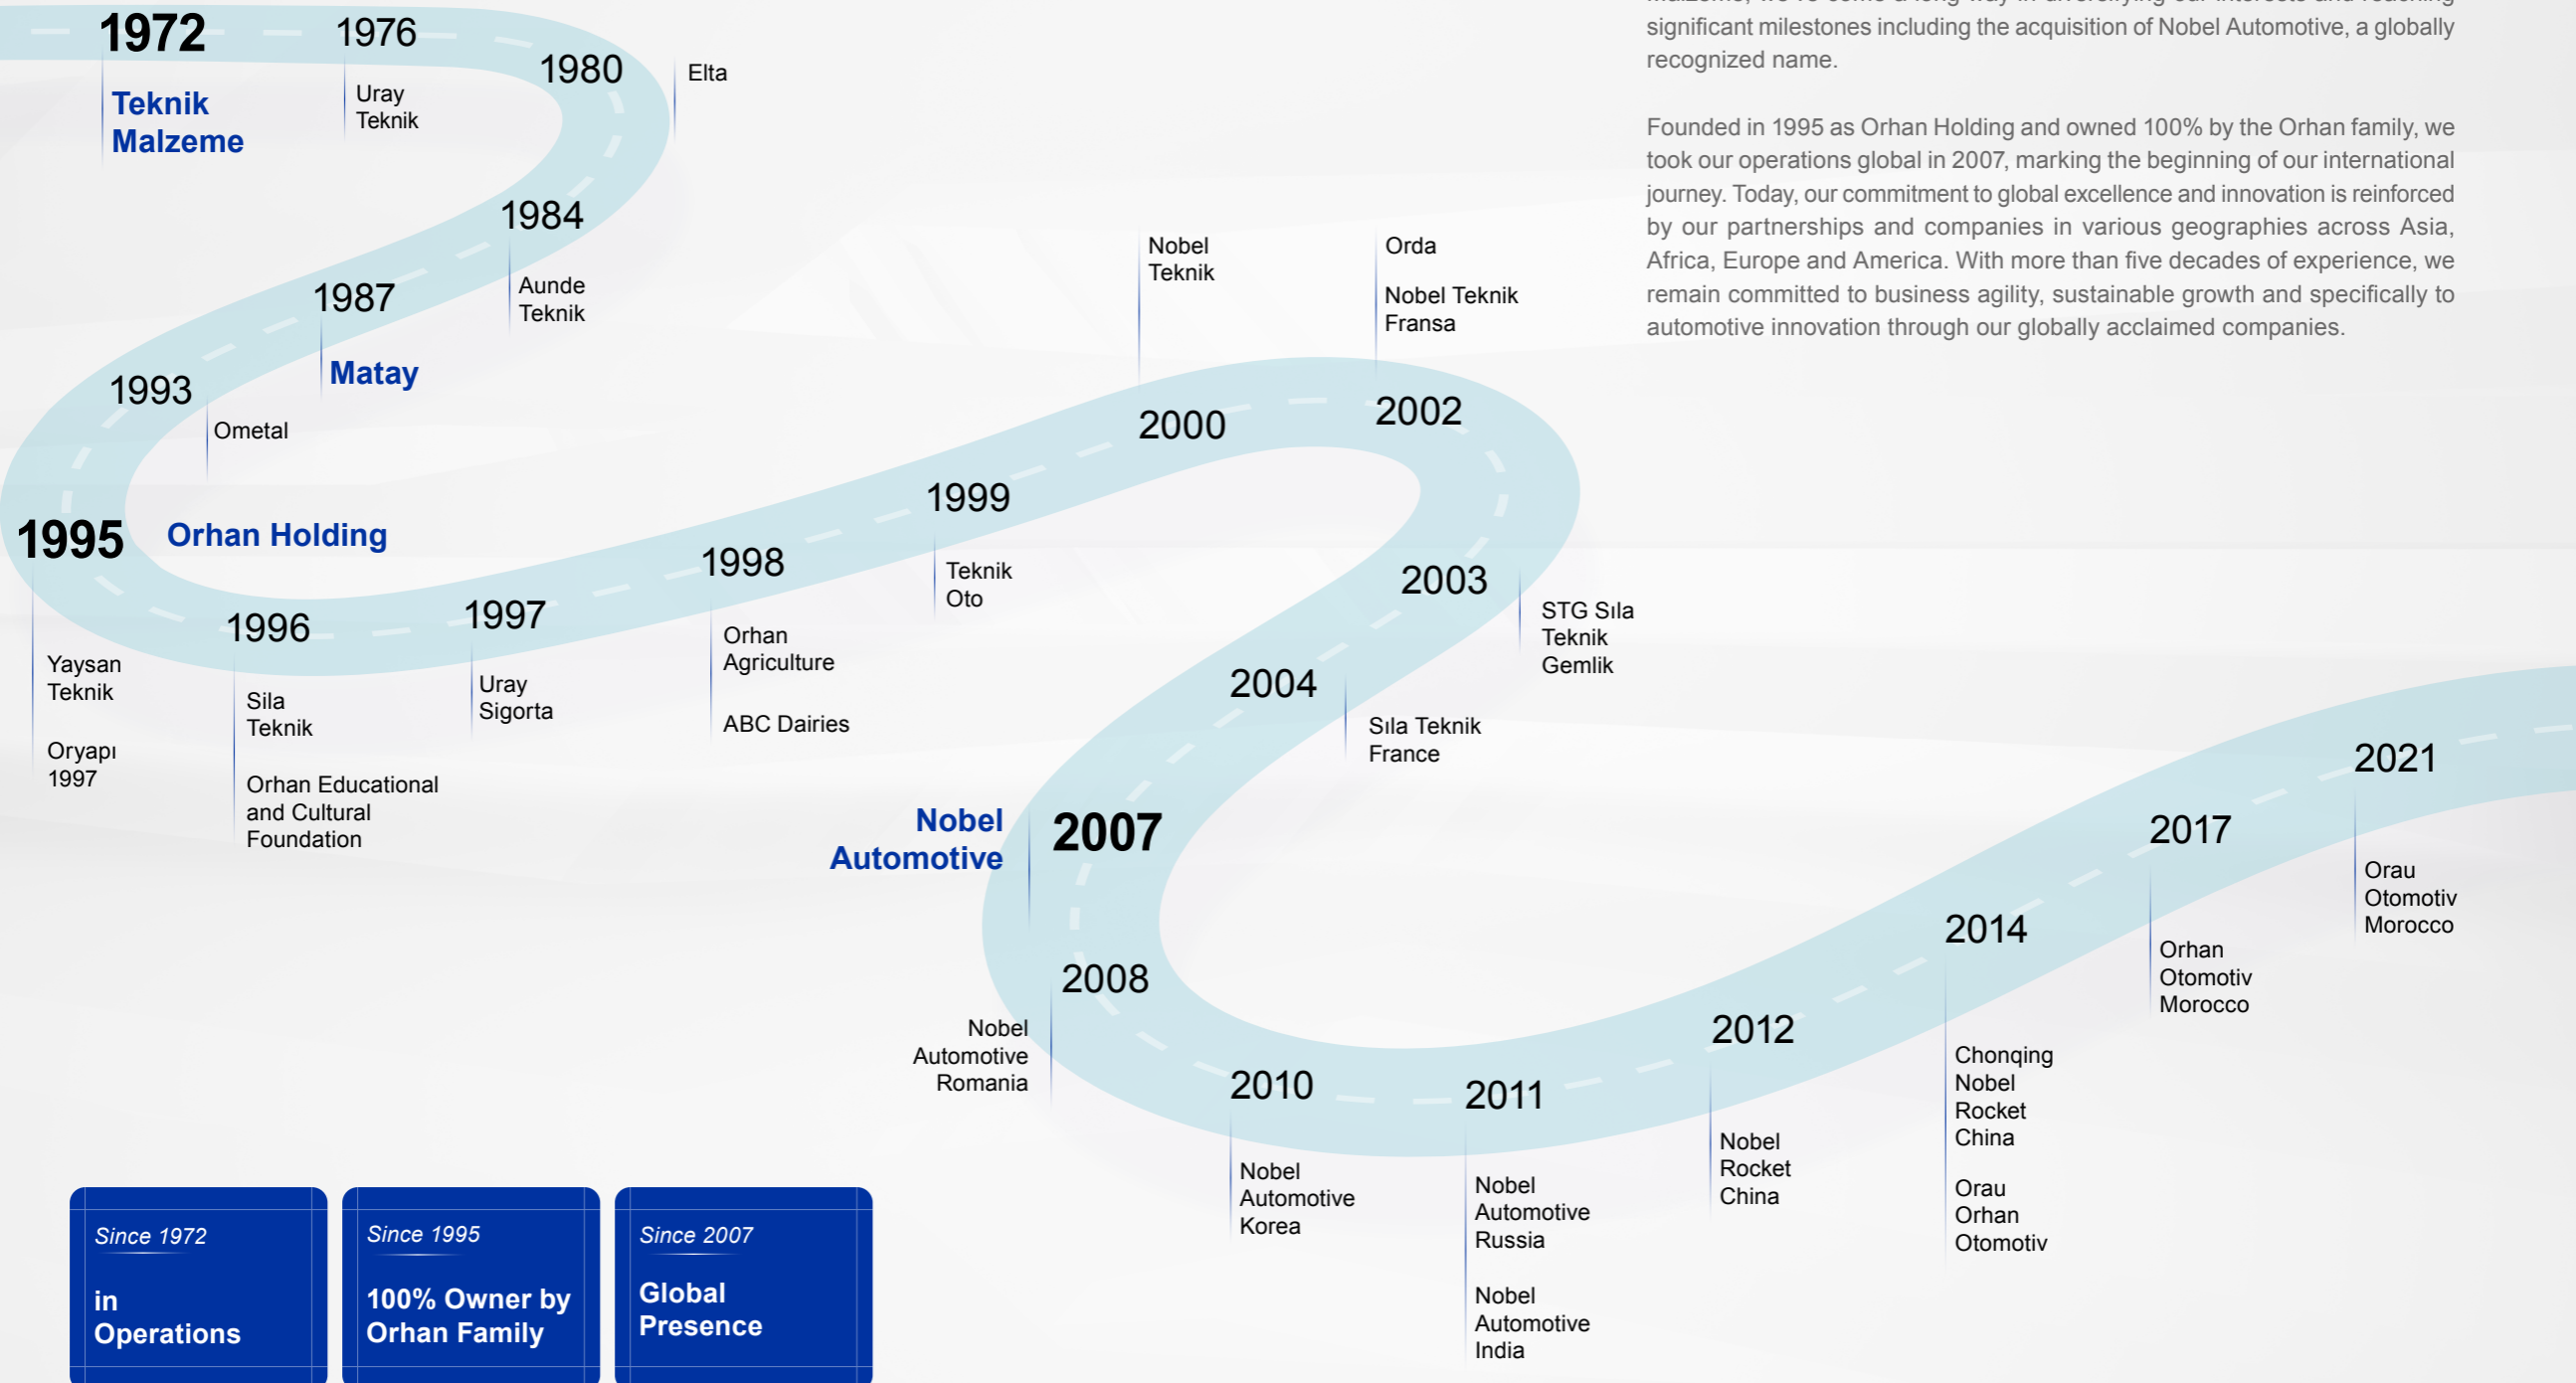 significant milestones including the acquisition of Nobel Automotive, a globally
recognized name.
Founded in 1995 as Orhan Holding and owned 100% by the Orhan family, we
took our operations global in 2007, marking the beginning of our international
journey. Today, our commitment to global excellence and innovation is reinforced
by our partnerships and companies in various geographies across Asia,
Africa, Europe and America. With more than five decades of experience, we
remain committed to business agility, sustainable growth and specifically to
automotive innovation through our globally acclaimed companies.
1972
Teknik
Malzeme
1976
Uray
Teknik
1980
Elta
1984
Aunde
Teknik
1987
Matay
1993
Ometal
1995
Orhan Holding
Yaysan
Teknik
Oryapı
1997
1996
Sila
Teknik
Orhan Educational
and Cultural
Foundation
1997
Uray
Sigorta
1998
Orhan
Agriculture
ABC Dairies
1999
Teknik
Oto
2000
Nobel
Teknik
2002
Orda
Nobel Teknik
Fransa
2003
STG Sıla
Teknik
Gemlik
2004
Sıla Teknik
France
2007
Nobel
Automotive
2008
Nobel
Automotive
Romania
2010
Nobel
Automotive
Korea
2011
Nobel
Automotive
Russia
Nobel
Automotive
India
2012
Nobel
Rocket
China
2014
Chonqing
Nobel
Rocket
China
Orau
Orhan
Otomotiv
2017
Orhan
Otomotiv
Morocco
2021
Orau
Otomotiv
Morocco
Since 1972
in
Operations
Since 1995
100% Owner by
Orhan Family
Since 2007
Global
Presence